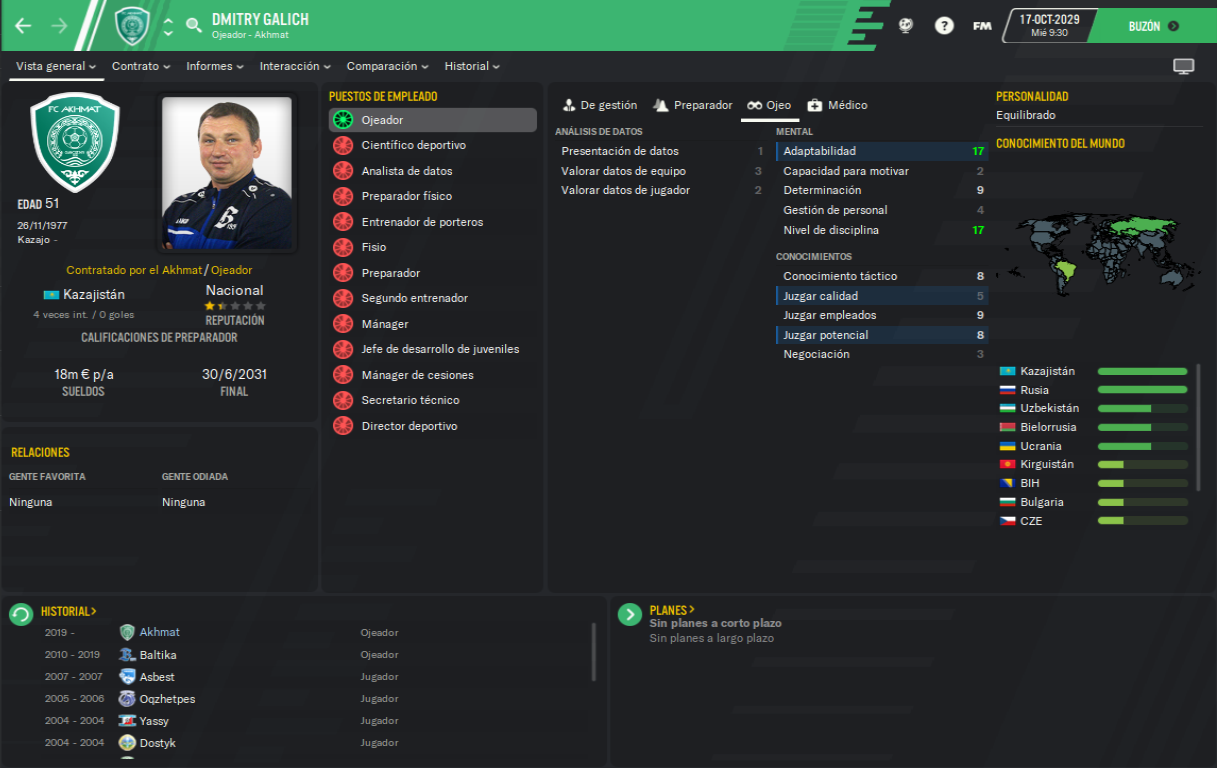 DMITRY GALICH
Ojeador - Akhmat
?
FM
17-OCT-2029
Mié 9:30
BUZÓN
Vista general
Contrato
Informes
Interacción
Comparación
Historial
FC AKHMAT
EDAD 51
26/11/1977
Kazajo -
Contratado por el Akhmat / Ojeador
Kazajistán
4 veces int. / 0 goles
Nacional
REPUTACIÓN
CALIFICACIONES DE PREPARADOR
18m € p/a
SUELDOS
30/6/2031
FINAL
RELACIONES
GENTE FAVORITA
Ninguna
GENTE ODIADA
Ninguna
PUESTOS DE EMPLEADO
Ojeador
Científico deportivo
Analista de datos
Preparador físico
Entrenador de porteros
Fisio
Preparador
Segundo entrenador
Mánager
Jefe de desarrollo de juveniles
Mánager de cesiones
Secretario técnico
Director deportivo
De gestión
Preparador
Ojeo
Médico
ANÁLISIS DE DATOS
Presentación de datos 1
Valorar datos de equipo 3
Valorar datos de jugador 2
MENTAL
Adaptabilidad 17
Capacidad para motivar 2
Determinación 9
Gestión de personal 4
Nivel de disciplina 17
CONOCIMIENTOS
Conocimiento táctico 8
Juzgar calidad 5
Juzgar empleados 9
Juzgar potencial 8
Negociación 3
PERSONALIDAD
Equilibrado
CONOCIMIENTO DEL MUNDO
Kazajistán
Rusia
Uzbekistán
Bielorrusia
Ucrania
Kirguistán
BIH
Bulgaria
CZE
HISTORIAL >
2019 - Akhmat Ojeador
2010 - 2019 Baltika Ojeador
2007 - 2007 Asbest Jugador
2005 - 2006 Oqzhetpes Jugador
2004 - 2004 Yassy Jugador
2004 - 2004 Dostyk Jugador
PLANES >
Sin planes a corto plazo
Sin planes a largo plazo